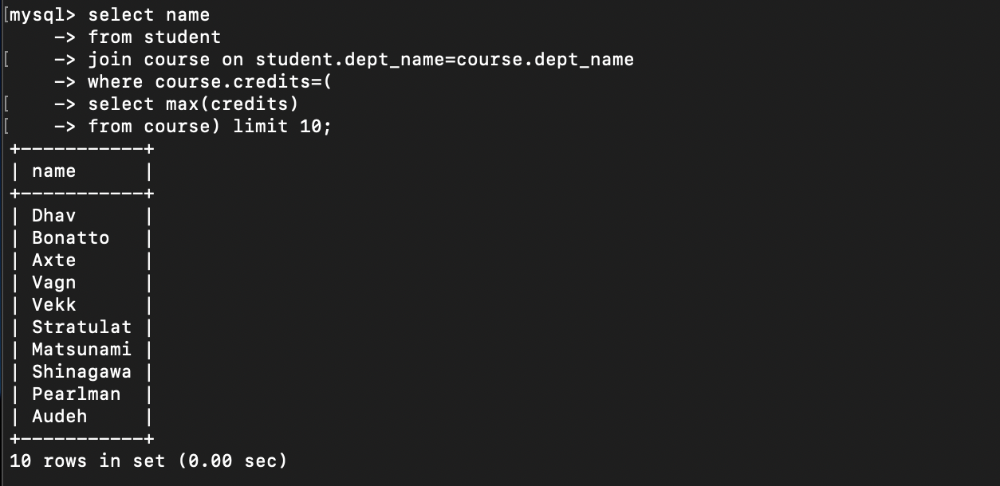 [mysql> select name
    -> from student
[    -> join course on student.dept_name=course.dept_name
    -> where course.credits=(
[    -> select max(credits)
[    -> from course) limit 10;
+-----------+
| name      |
+-----------+
| Dhav      |
| Bonatto   |
| Axte      |
| Vagn      |
| Vekk      |
| Stratulat |
| Matsunami |
| Shinagawa |
| Pearlman  |
| Audeh     |
+-----------+
10 rows in set (0.00 sec)